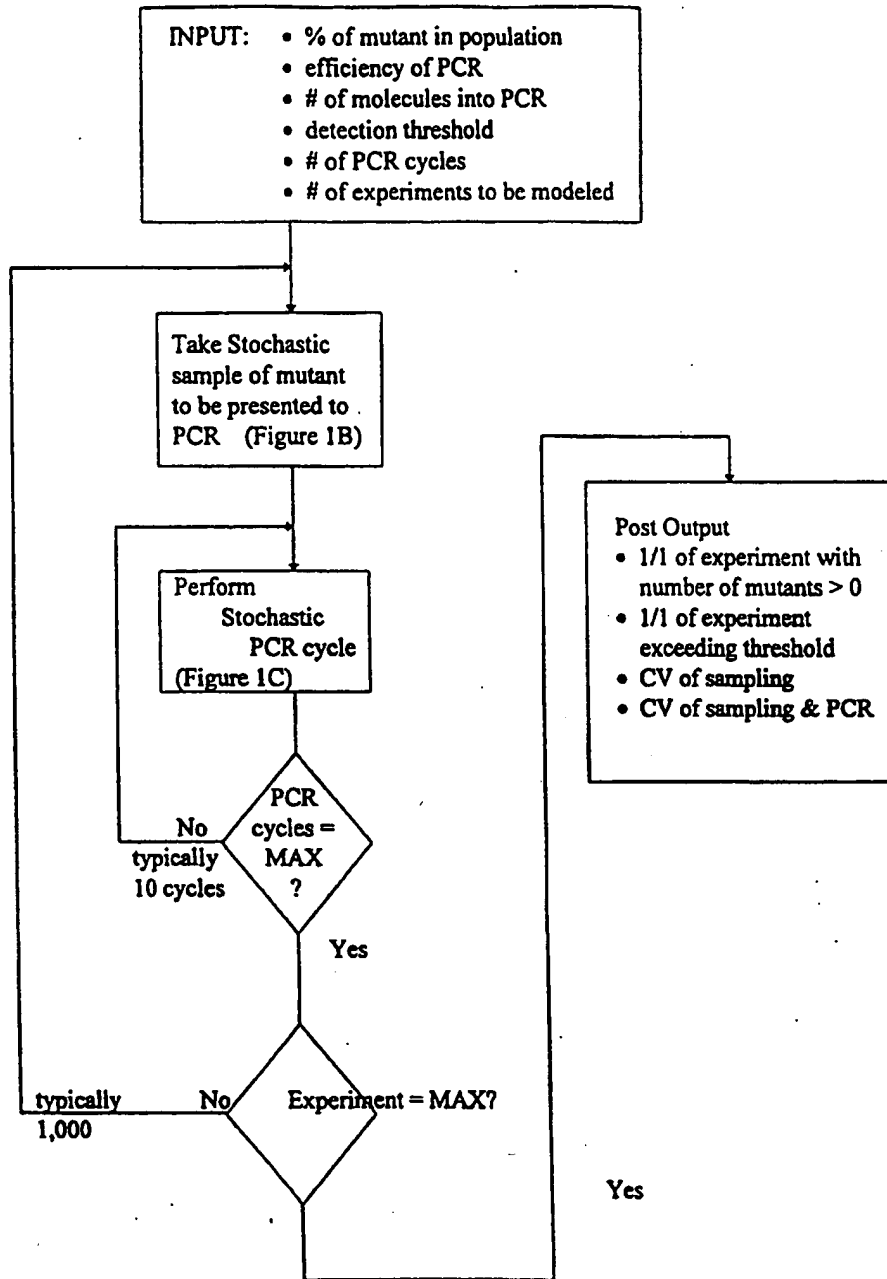 INPUT: • % of mutant in population
• efficiency of PCR
• # of molecules into PCR
• detection threshold
• # of PCR cycles
• # of experiments to be modeled
Take Stochastic
sample of mutant
to be presented to
PCR (Figure 1B)
Perform
Stochastic
PCR cycle
(Figure 1C)
PCR
cycles =
MAX
?
No
typically
10 cycles
Yes
Experiment = MAX?
No
typically
1,000
Yes
Post Output
• 1/1 of experiment with
number of mutants > 0
• 1/1 of experiment
exceeding threshold
• CV of sampling
• CV of sampling & PCR